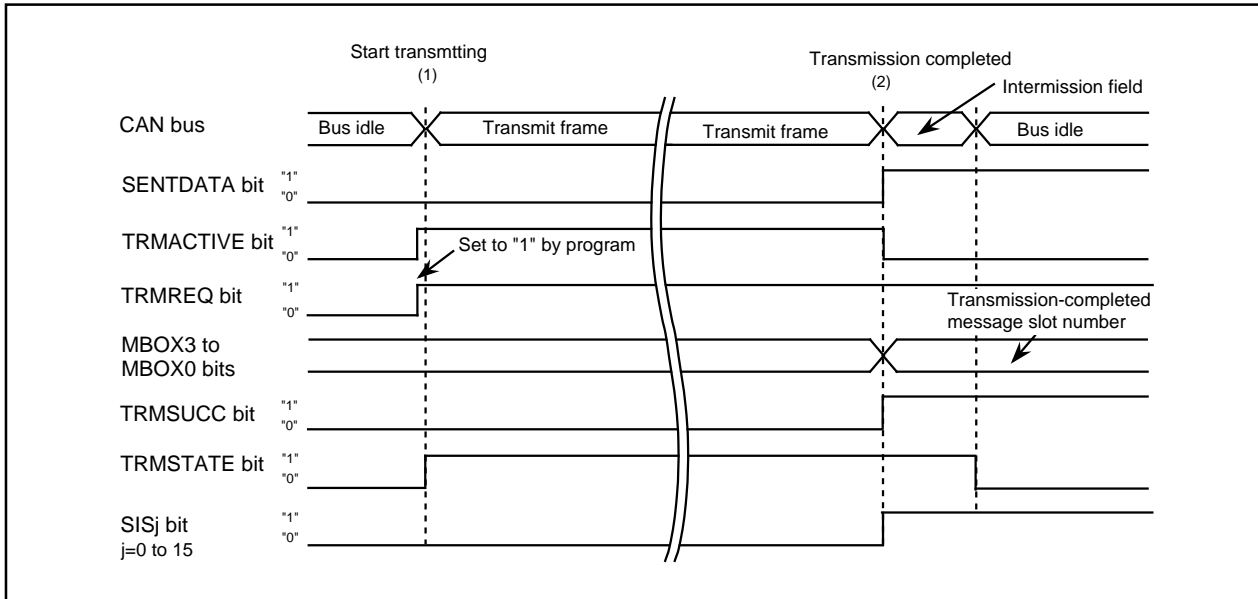 Start transmtting
(1)
Transmission completed
(2)
Intermission field
CAN bus
Bus idle
Transmit frame
Transmit frame
Bus idle
SENTDATA bit
"1"
"0"
TRMACTIVE bit
"1"
"0"
Set to "1" by program
TRMREQ bit
"1"
"0"
Transmission-completed
message slot number
MBOX3 to
MBOX0 bits
TRMSUCC bit
"1"
"0"
TRMSTATE bit
"1"
"0"
SISj bit
j=0 to 15
"1"
"0"